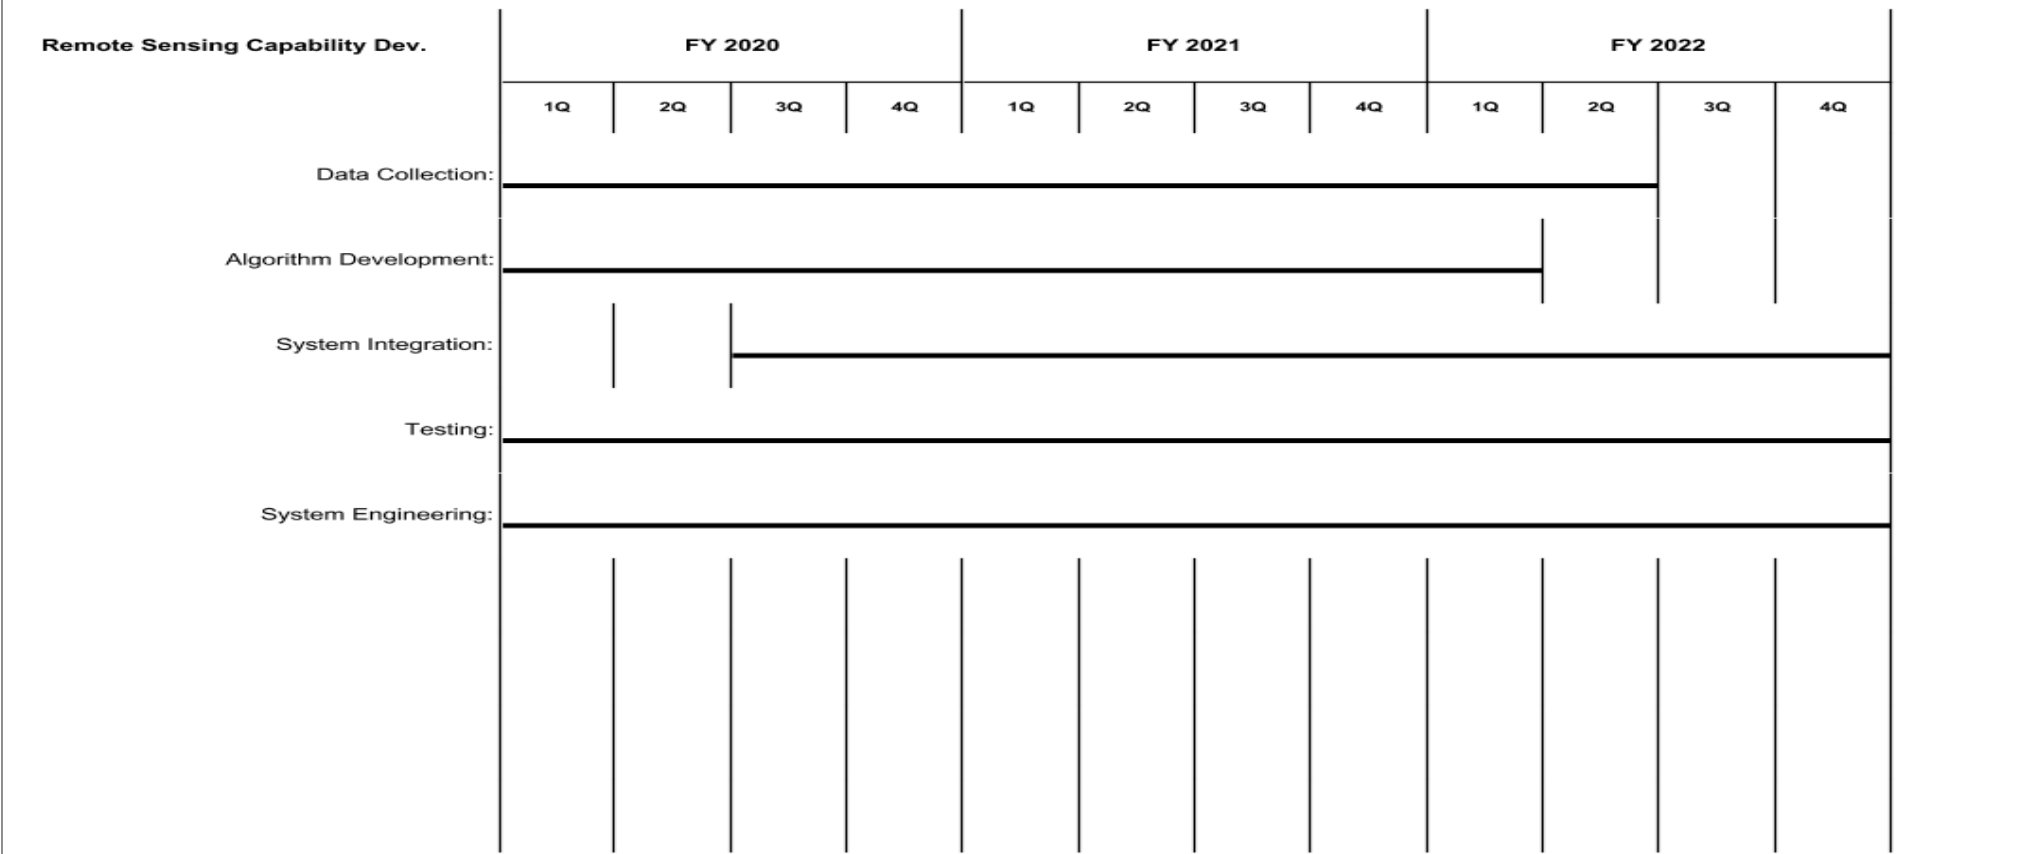 Remote Sensing Capability Dev. FY 2020 FY 2021 FY 2022
1Q 2Q 3Q 4Q 1Q 2Q 3Q 4Q 1Q 2Q 3Q 4Q
Data Collection:
Algorithm Development:
System Integration:
Testing:
System Engineering: